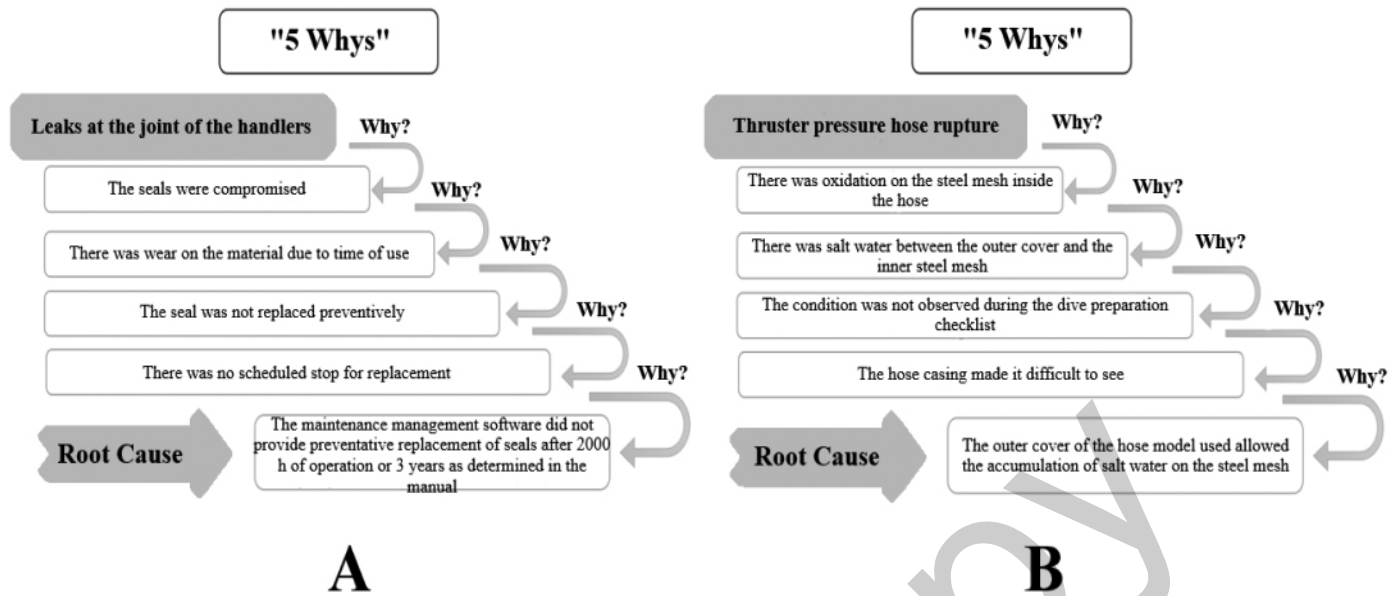 "5 Whys"
Leaks at the joint of the handlers
Why?
The seals were compromised
Why?
There was wear on the material due to time of use
Why?
The seal was not replaced preventively
Why?
There was no scheduled stop for replacement
Why?
Root Cause
The maintenance management software did not
provide preventative replacement of seals after 2000
h of operation or 3 years as determined in the
manual
A
"5 Whys"
Thruster pressure hose rupture
Why?
There was oxidation on the steel mesh inside
the hose
Why?
There was salt water between the outer cover and the
inner steel mesh
Why?
The condition was not observed during the dive preparation
checklist
Why?
The hose casing made it difficult to see
Why?
Root Cause
The outer cover of the hose model used allowed
the accumulation of salt water on the steel mesh
B
py